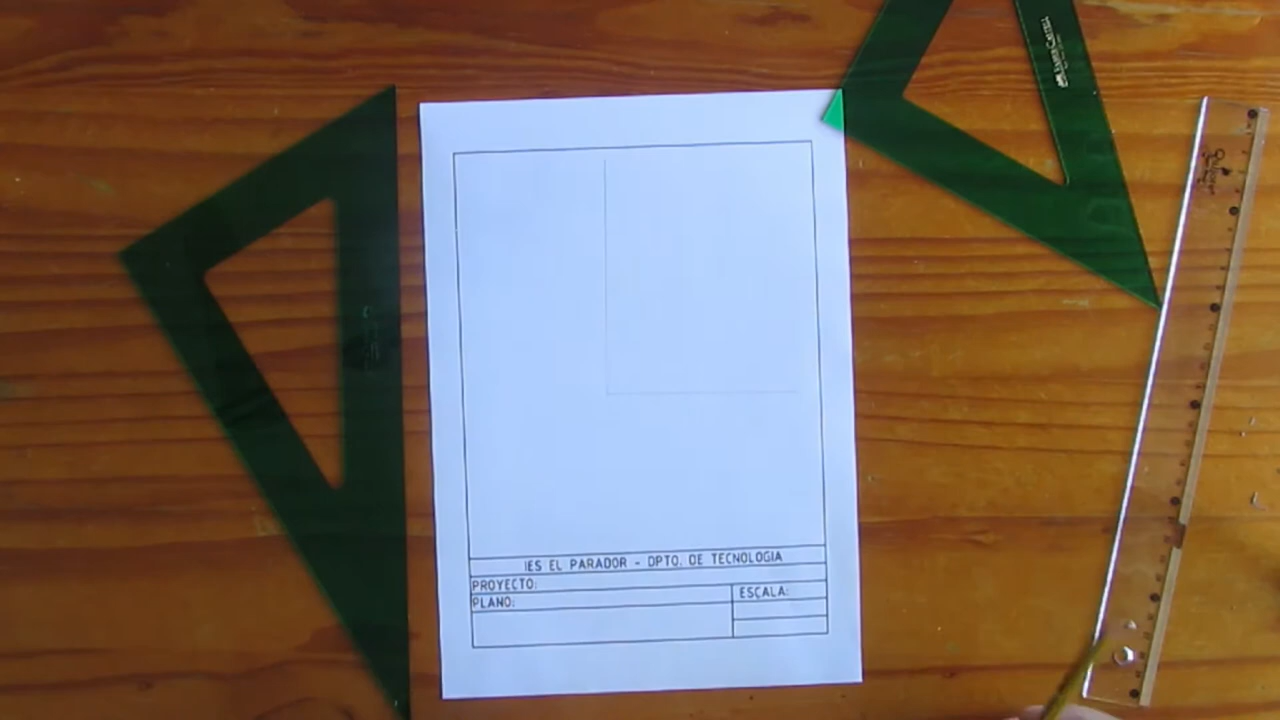 IES EL PARADOR - DPTO. DE TECNOLOGIA
PROYECTO:
PLANO:
ESCALA: